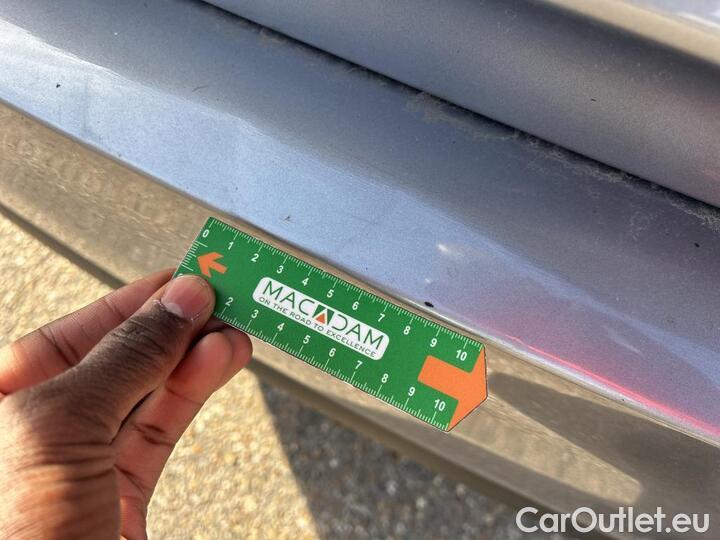 0 1 2 3 4 5 6 7 8 9 10
MACADAM
ON THE ROAD TO EXCELLENCE
2 3 4 5 6 7 8 9 10
CarOutlet.eu